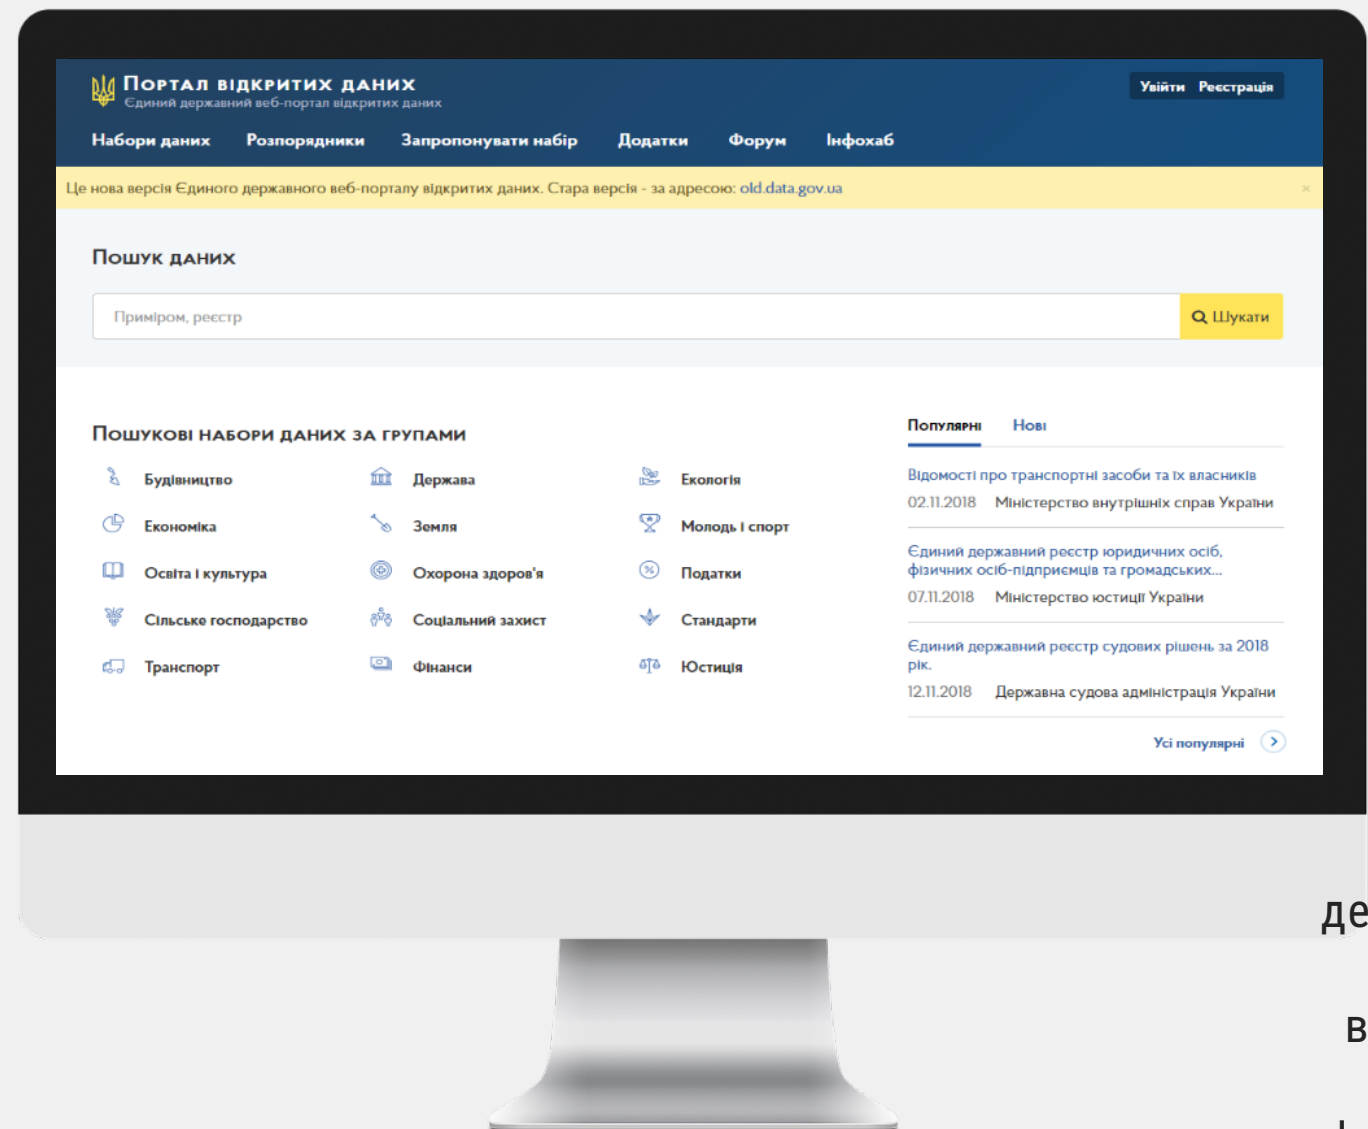 Портал відкритих даних
Єдиний державний веб-портал відкритих даних
Увійти Реєстрація
Набори даних Розпорядники Запропонувати набір Додатки Форум Інфохаб
Це нова версія Єдиного державного веб-порталу відкритих даних. Стара версія - за адресою: old.data.gov.ua ×
Пошук даних
Приміром, реєстр
Шукати
Пошукові набори даних за групами
Будівництво Держава Екологія
Економіка Земля Молодь і спорт
Освіта і культура Охорона здоров'я Податки
Сільське господарство Соціальний захист Стандарти
Транспорт Фінанси Юстиція
Популярні Нові
Відомості про транспортні засоби та їх власників
02.11.2018 Міністерство внутрішніх справ України
Єдиний державний реєстр юридичних осіб,
фізичних осіб-підприємців та громадських...
07.11.2018 Міністерство юстиції України
Єдиний державний реєстр судових рішень за 2018
рік.
12.11.2018 Державна судова адміністрація України
Усі популярні
де
в